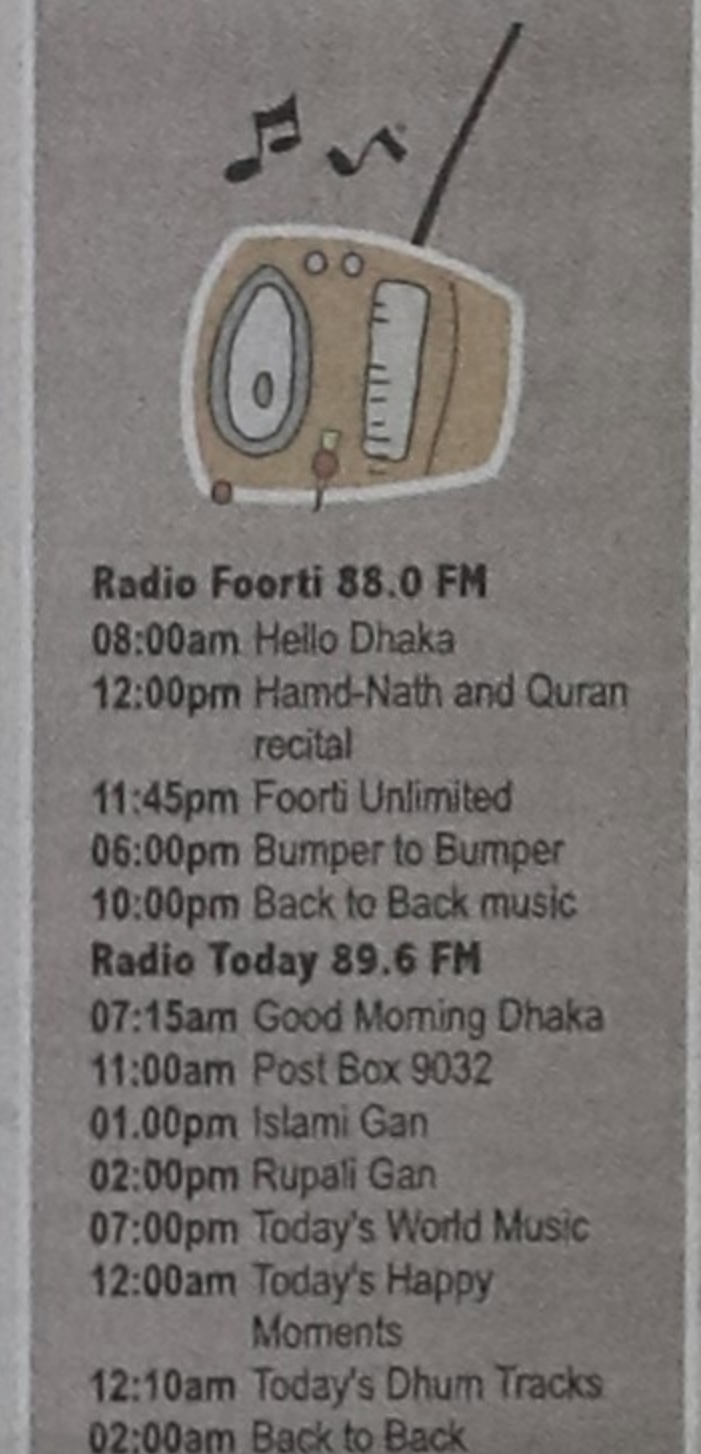 Radio Foorti 88.0 FM
08:00am Hello Dhaka
12:00pm Hamd-Nath and Quran
recital
11:45pm Foorti Unlimited
06:00pm Bumper to Bumper
10:00pm Back to Back music
Radio Today 89.6 FM
07:15am Good Morning Dhaka
11:00am Post Box 9032
01.00pm Islami Gan
02:00pm Rupali Gan
07:00pm Today's World Music
12:00am Today's Happy
Moments
12:10am Today's Dhum Tracks
02:00am Back to Back